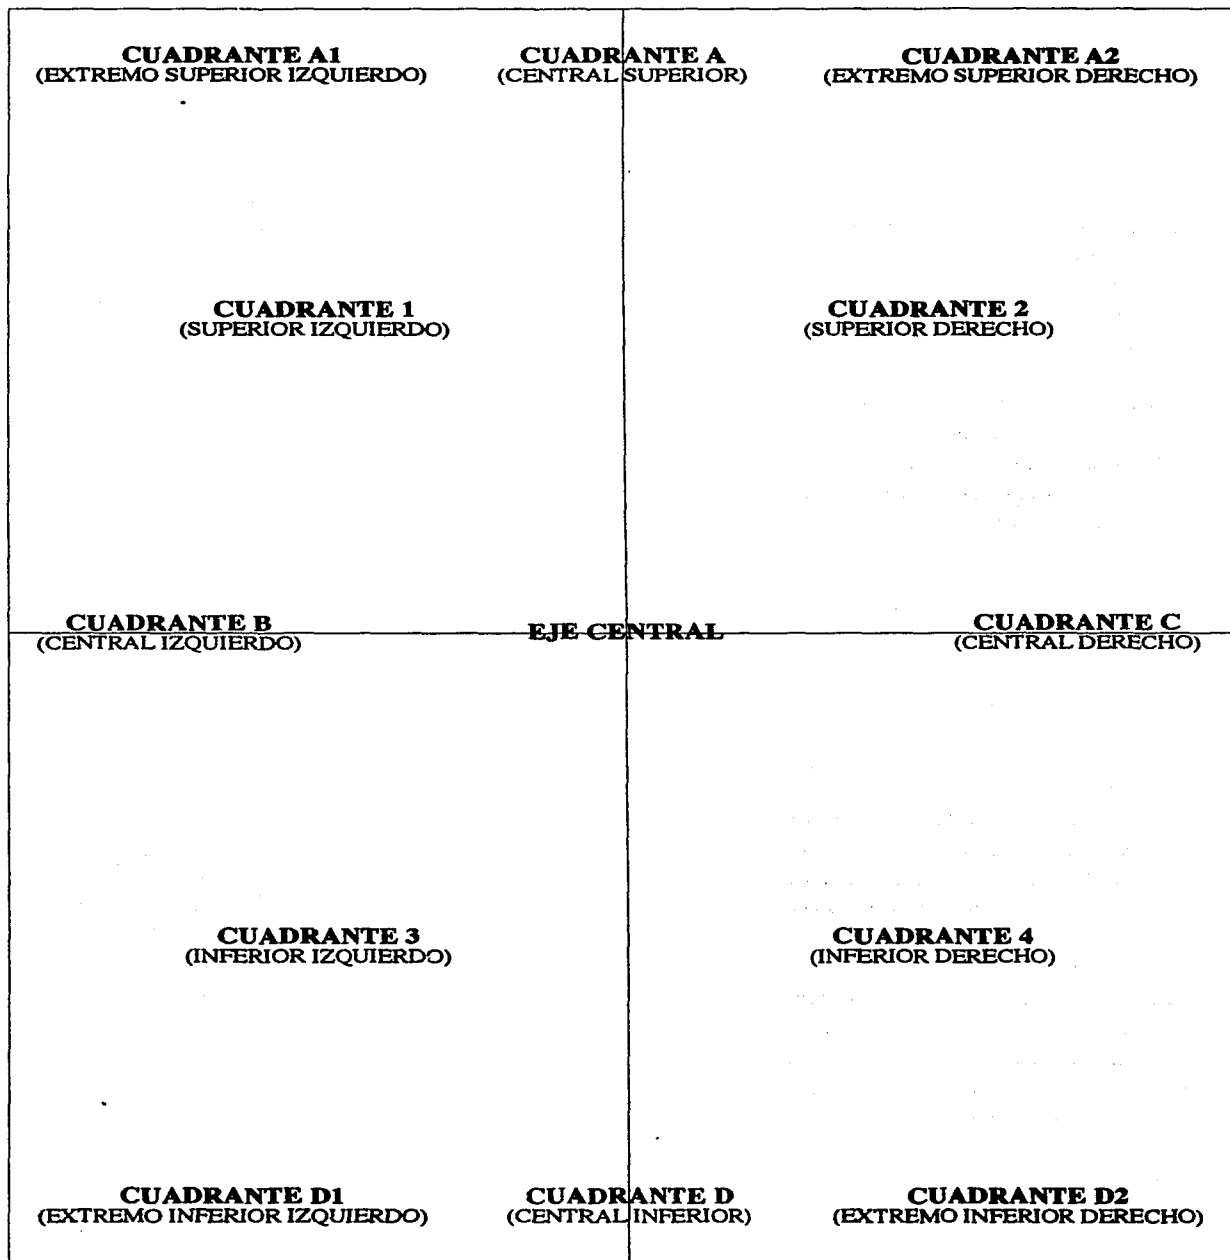 CUADRANTE A1
(EXTREMO SUPERIOR IZQUIERDO)
CUADRANTE A
(CENTRAL SUPERIOR)
CUADRANTE A2
(EXTREMO SUPERIOR DERECHO)
CUADRANTE 1
(SUPERIOR IZQUIERDO)
CUADRANTE 2
(SUPERIOR DERECHO)
CUADRANTE B
(CENTRAL IZQUIERDO)
EJE CENTRAL
CUADRANTE C
(CENTRAL DERECHO)
CUADRANTE 3
(INFERIOR IZQUIERDO)
CUADRANTE 4
(INFERIOR DERECHO)
CUADRANTE D1
(EXTREMO INFERIOR IZQUIERDO)
CUADRANTE D
(CENTRAL INFERIOR)
CUADRANTE D2
(EXTREMO INFERIOR DERECHO)